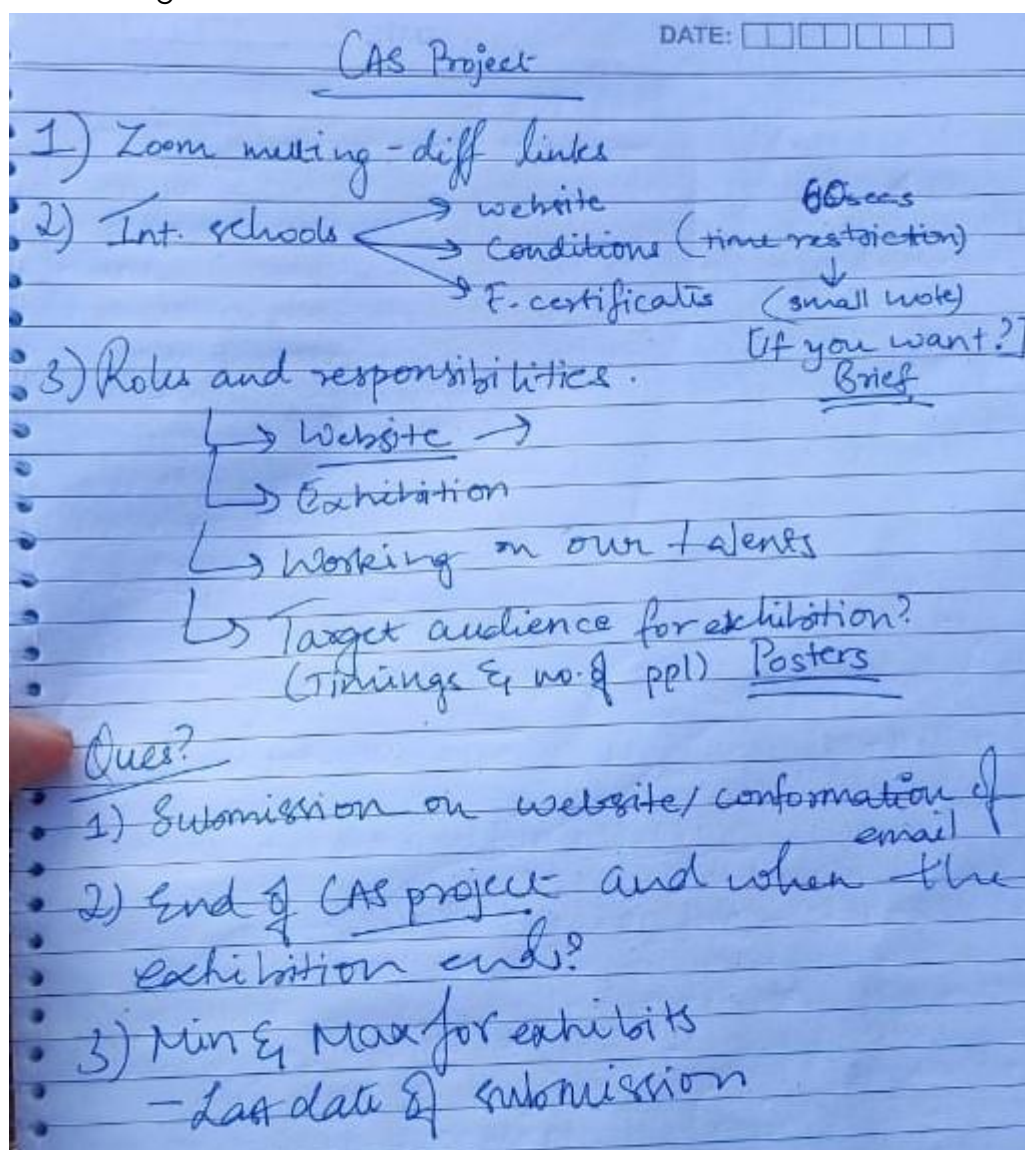 DATE:
CAS Project
1) Zoom meeting - diff links
2) Int. schools → website
→ Conditions (time restriction)
60secs
→ E-certificates
↓
(small note)
[if you want?]
Brief
3) Roles and responsibilities.
↳ Website →
↳ Exhibition
↳ Working on our talents
↳ Target audience for exhibition?
(Timings & no. of ppl) Posters
Ques?
1) Submission on website/ conformation of
email
2) End of CAS project and when the
exhibition ends?
3) Min & Max for exhibits
- Last date of submission